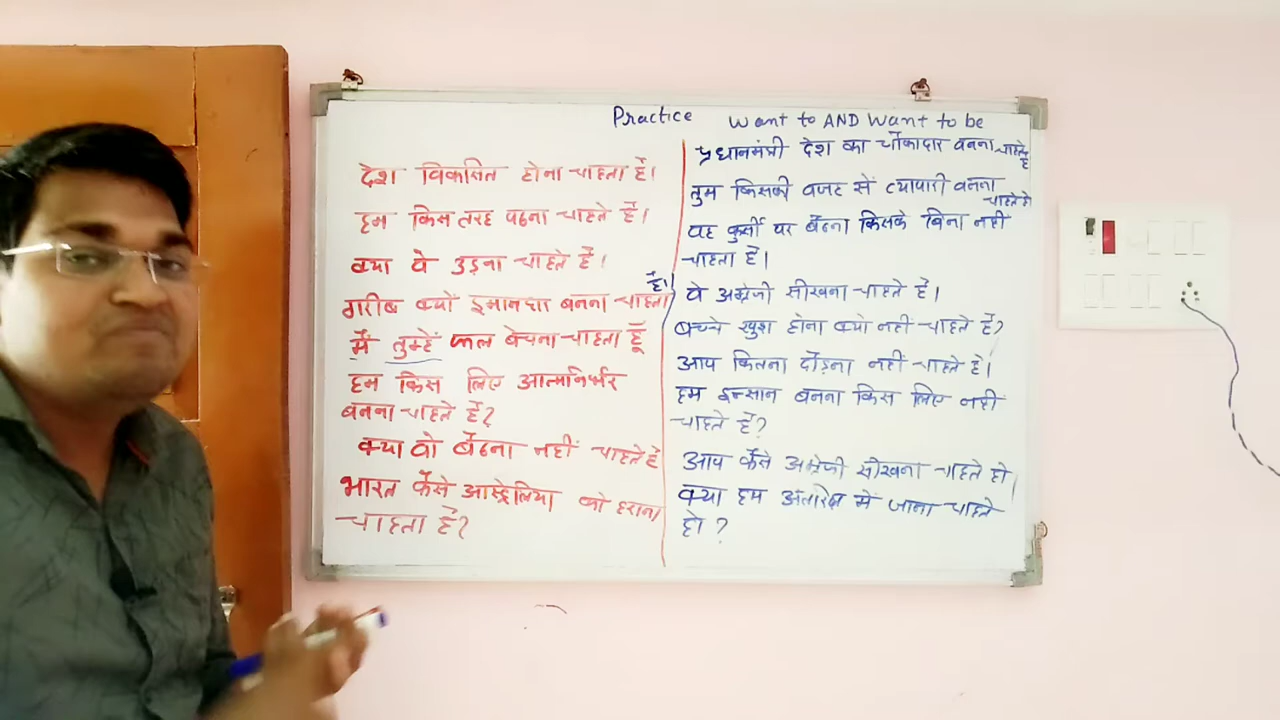 Practice Want to AND Want to be
देश विकसित होना चाहता है।
हम किस तरह पढना चाहते हैं।
क्या वे उड़ना चाहते हैं।
गरीब क्यों इमानदार बनना चाहता है।
मैं तुम्हें फल बेचना चाहता हूँ
हम किस लिए आत्मनिर्भर
बनना चाहते हैं?
क्या वो बैठना नहीं चाहते है
भारत कैसे आस्ट्रेलिया को हराना
चाहता है?
प्रधानमंत्री देश का चौकीदार बनना चाहते है
तुम किसकी वजह से व्यापारी बनना
चाहते हो
वह कुर्सी पर बैठना किसके बिना नही
चाहता है।
वे अंग्रेजी सीखना चाहते है।
बच्चे खुश होना क्यो नहीं चाहते है?
आप कितना दौड़ना नहीं चाहते है।
हम इन्सान बनना किस लिए नही
चाहते है?
आप कैसे अंग्रेजी सीखना चाहते हो।
क्या हम अंतरिक्ष में जाना चाहते
हो?